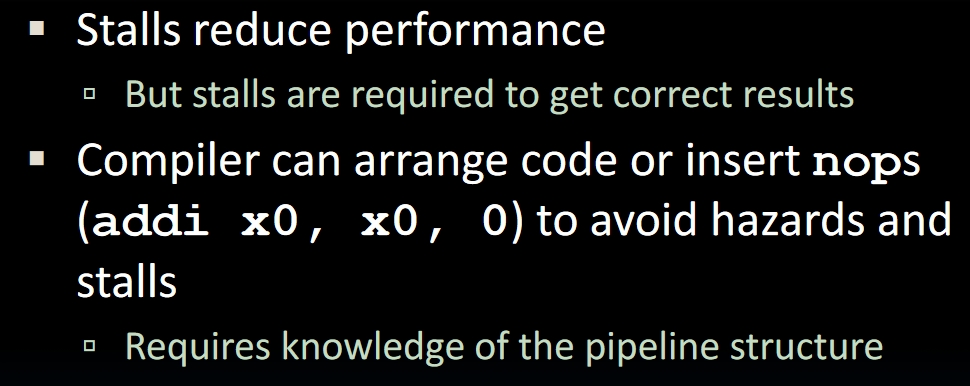 ▪ Stalls reduce performance
▫ But stalls are required to get correct results
▪ Compiler can arrange code or insert nops
(addi x0, x0, 0) to avoid hazards and
stalls
▫ Requires knowledge of the pipeline structure